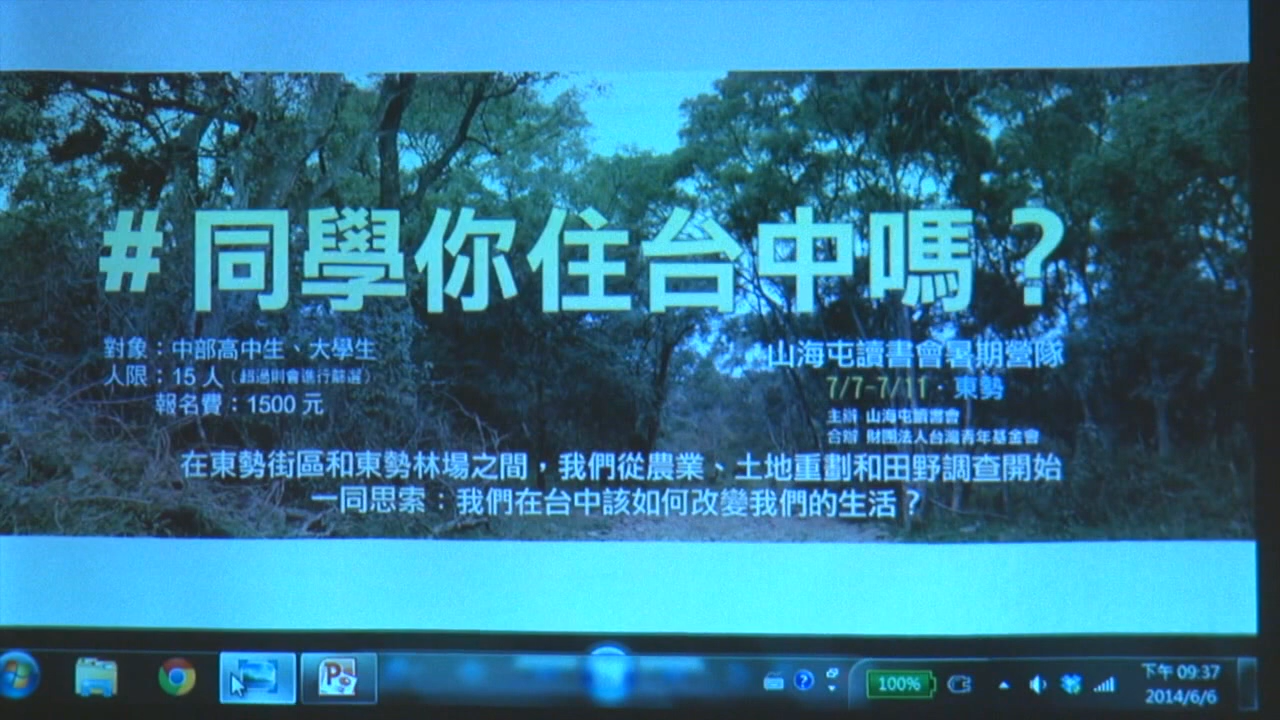 #同學你住台中嗎？
對象：中部高中生、大學生
人限：15 人（超過則會進行篩選）
報名費：1500 元
山海屯讀書會暑期營隊
7/7-7/11 · 東勢
主辦 山海屯讀書會
合辦 財團法人台灣青年基金會
在東勢街區和東勢林場之間，我們從農業、土地重劃和田野調查開始
一同思索：我們在台中該如何改變我們的生活？
100%
下午 09:37
2014/6/6